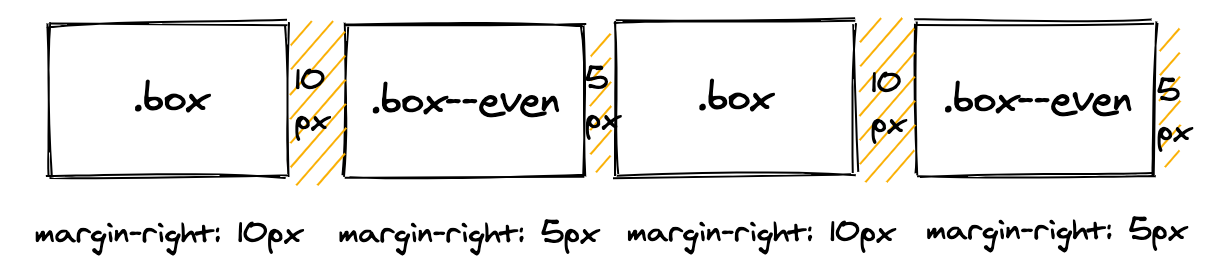 .box
10
px
.box--even
5
px
.box
10
px
.box--even
5
px
margin-right: 10px
margin-right: 5px
margin-right: 10px
margin-right: 5px